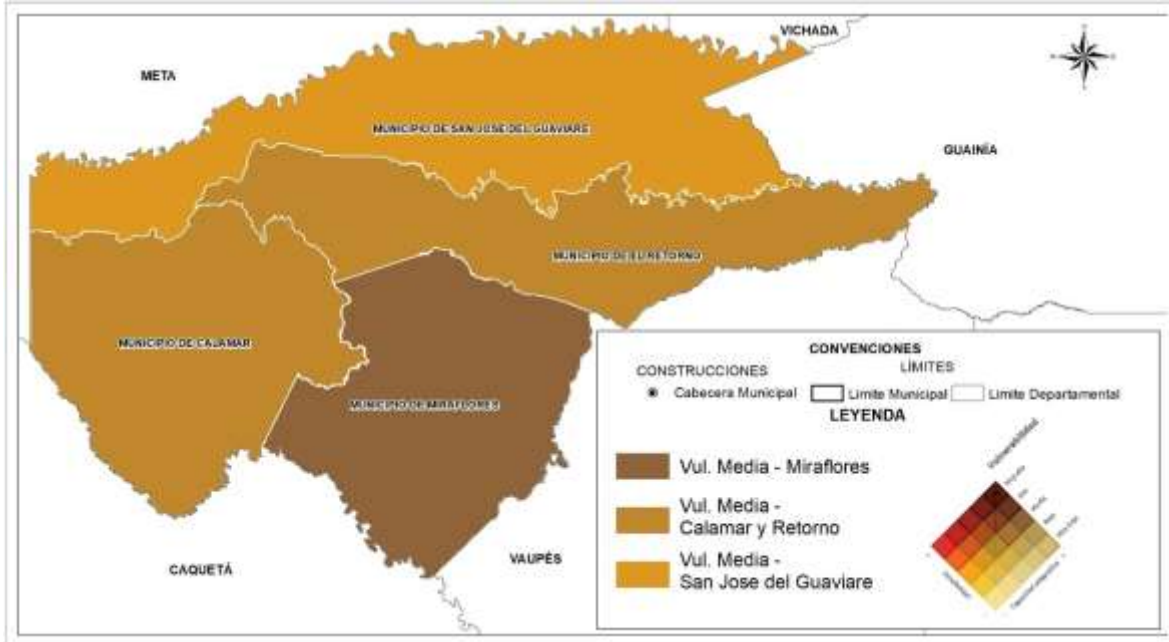 VICHADA
META
MUNICIPIO DE SAN JOSE DEL GUAVIARE
GUAINÍA
MUNICIPIO DE EL RETORNO
MUNICIPIO DE CALAMAR
MUNICIPIO DE MIRAFLORES
CAQUETÁ
VAUPÉS
CONVENCIONES
CONSTRUCCIONES
LÍMITES
Cabecera Municipal
Limite Municipal
Limite Departamental
LEYENDA
Vul. Media - Miraflores
Vul. Media -
Calamar y Retorno
Vul. Media -
San Jose del Guaviare
Vulnerabilidad